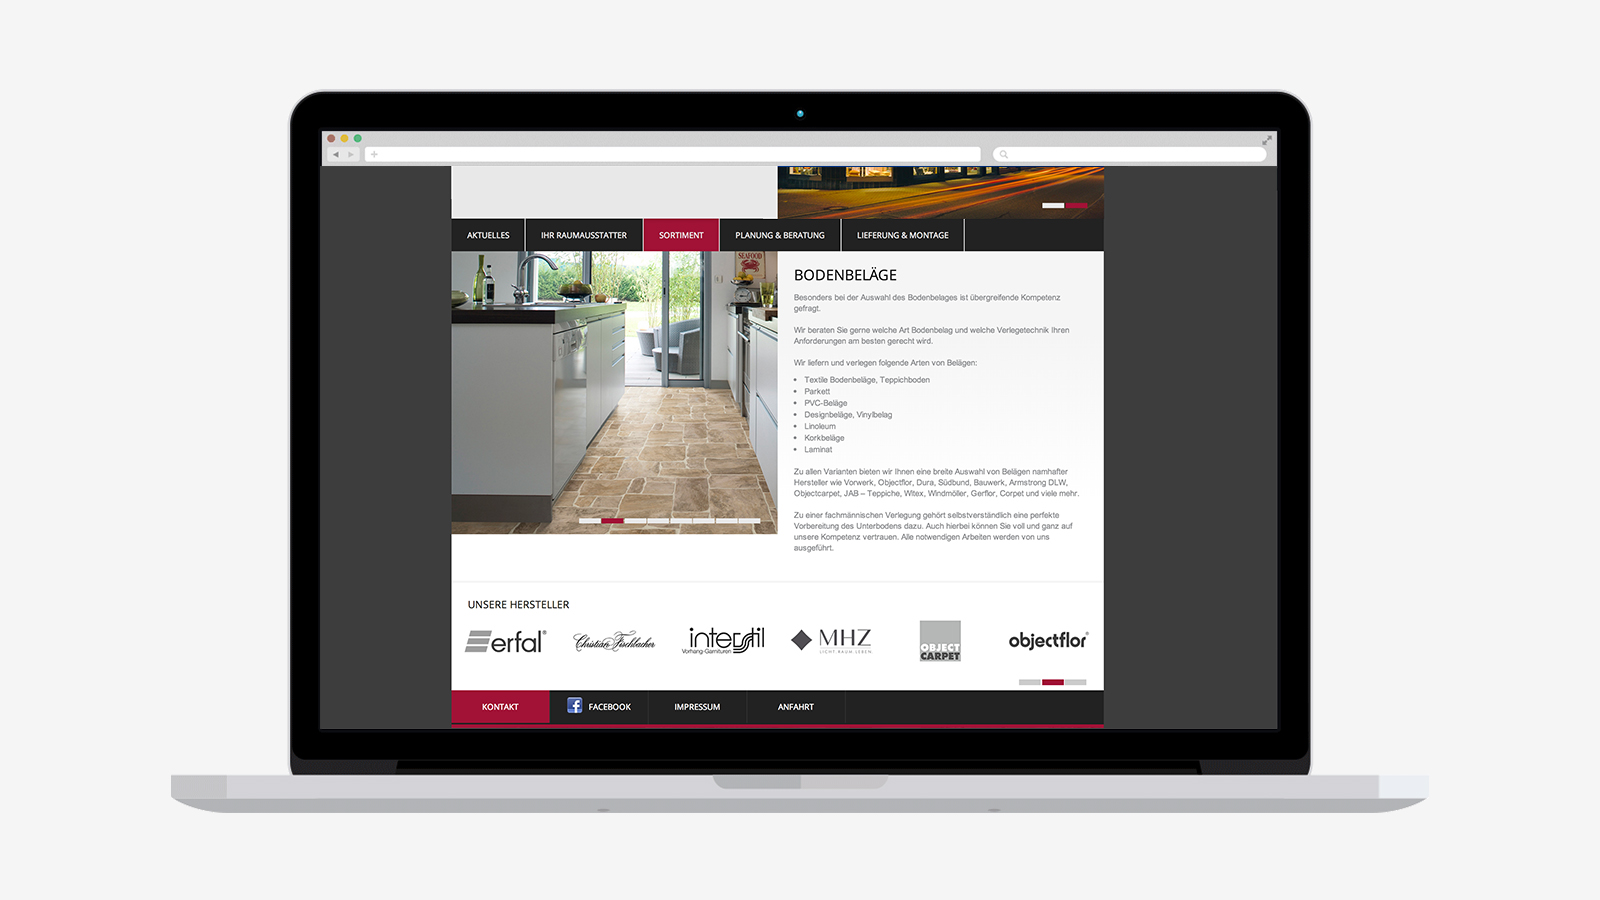 AKTUELLES
IHR RAUMAUSSTATTER
SORTIMENT
PLANUNG & BERATUNG
LIEFERUNG & MONTAGE
SEAFOOD
BODENBELÄGE
Besonders bei der Auswahl des Bodenbelages ist übergreifende Kompetenz
gefragt.
Wir beraten Sie gerne welche Art Bodenbelag und welche Verlegetechnik Ihren
Anforderungen am besten gerecht wird.
Wir liefern und verlegen folgende Arten von Belägen:
• Textile Bodenbeläge, Teppichboden
• Parkett
• PVC-Beläge
• Designbeläge, Vinylbelag
• Linoleum
• Korkbeläge
• Laminat
Zu allen Varianten bieten wir Ihnen eine breite Auswahl von Belägen namhafter
Hersteller wie Vorwerk, Objectflor, Dura, Südbund, Bauwerk, Armstrong DLW,
Objectcarpet, JAB – Teppiche, Witex, Windmöller, Gerflor, Corpet und viele mehr.
Zu einer fachmännischen Verlegung gehört selbstverständlich eine perfekte
Vorbereitung des Unterbodens dazu. Auch hierbei können Sie voll und ganz auf
unsere Kompetenz vertrauen. Alle notwendigen Arbeiten werden von uns
ausgeführt.
UNSERE HERSTELLER
erfal®
Christian Fischbacher
interstil
Vorhang-Garnituren
MHZ
LICHT.RAUM.LEBEN
OBJECT
CARPET
objectflor®
KONTAKT
FACEBOOK
IMPRESSUM
ANFAHRT